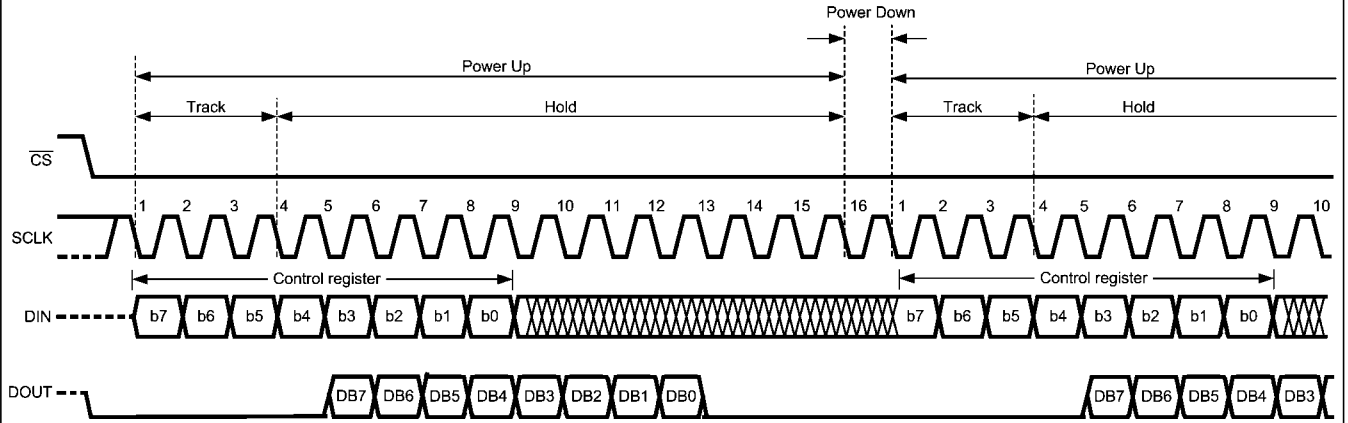 Power Down
Power Up Power Up
Track Hold Track Hold
CS
1 2 3 4 5 6 7 8 9 10 11 12 13 14 15 16 1 2 3 4 5 6 7 8 9 10
SCLK
Control register Control register
DIN b7 b6 b5 b4 b3 b2 b1 b0 b7 b6 b5 b4 b3 b2 b1 b0
DOUT DB7 DB6 DB5 DB4 DB3 DB2 DB1 DB0 DB7 DB6 DB5 DB4 DB3